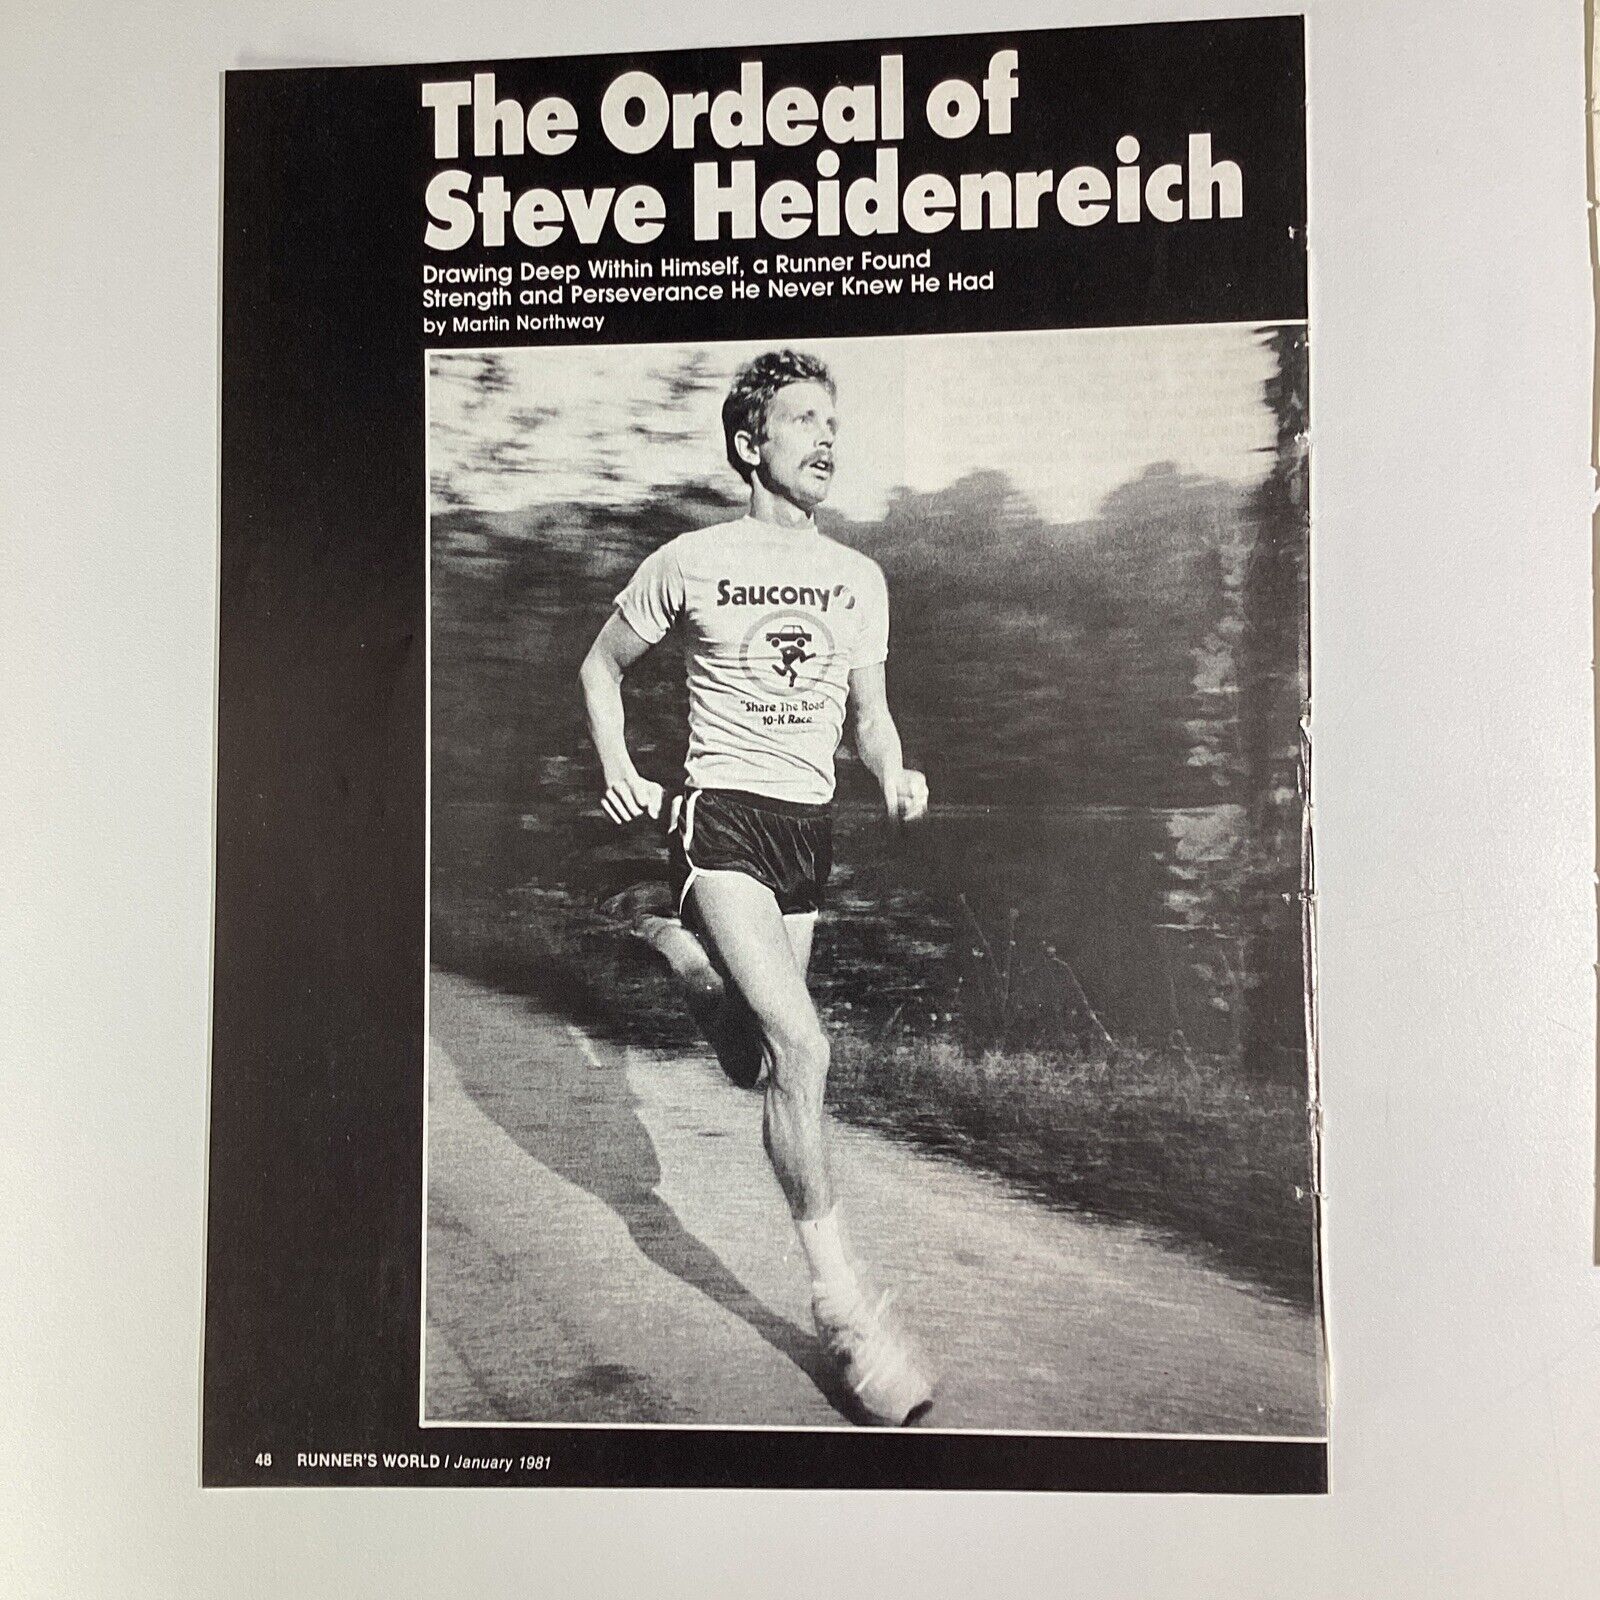 The Ordeal of
Steve Heidenreich
Drawing Deep Within Himself, a Runner Found
Strength and Perseverance He Never Knew He Had
by Martin Northway
Saucony
"Share The Road"
10-K Race
48 RUNNER'S WORLD / January 1981